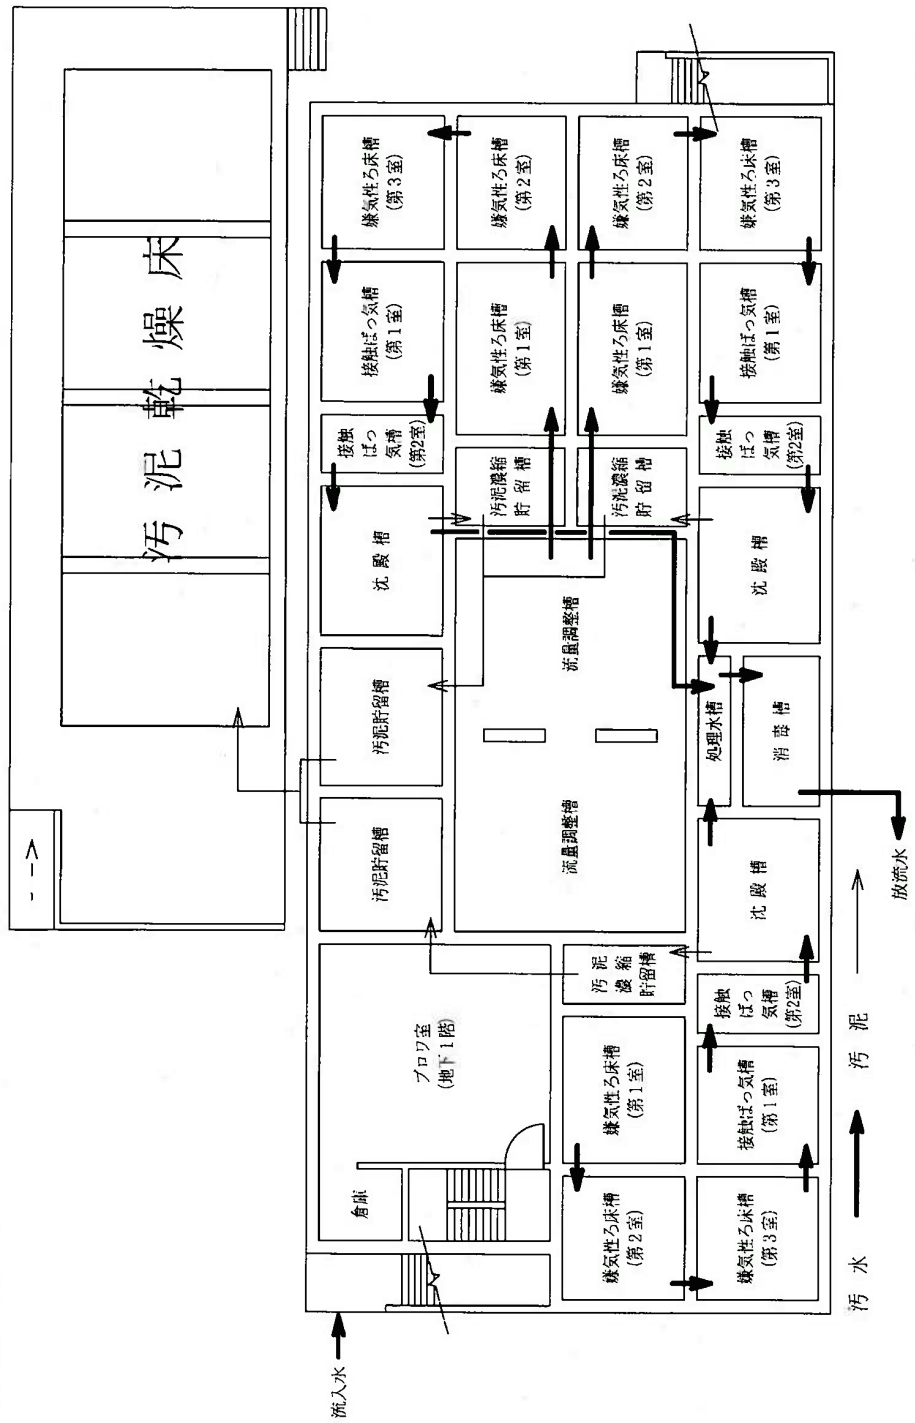 汚泥乾燥床
嫌気性ろ床槽
(第3室)
嫌気性ろ床槽
(第2室)
嫌気性ろ床槽
(第2室)
嫌気性ろ床槽
(第3室)
接触ばっ気槽
(第1室)
嫌気性ろ床槽
(第1室)
嫌気性ろ床槽
(第1室)
接触ばっ気槽
(第1室)
接触
ばっ
気槽
(第2室)
汚泥濃縮
貯留槽
汚泥濃縮
貯留槽
接触
ばっ
気槽
(第2室)
沈殿槽
流量調整槽
沈殿槽
汚泥貯留槽
処理水槽
消毒槽
汚泥貯留槽
流量調整槽
沈殿槽
放流水
ブロワ室
(地下1階)
汚泥
濃縮
貯留槽
接触
ばっ
気槽
(第2室)
嫌気性ろ床槽
(第1室)
接触ばっ気槽
(第1室)
倉庫
嫌気性ろ床槽
(第2室)
嫌気性ろ床槽
(第3室)
流入水
汚水
汚泥